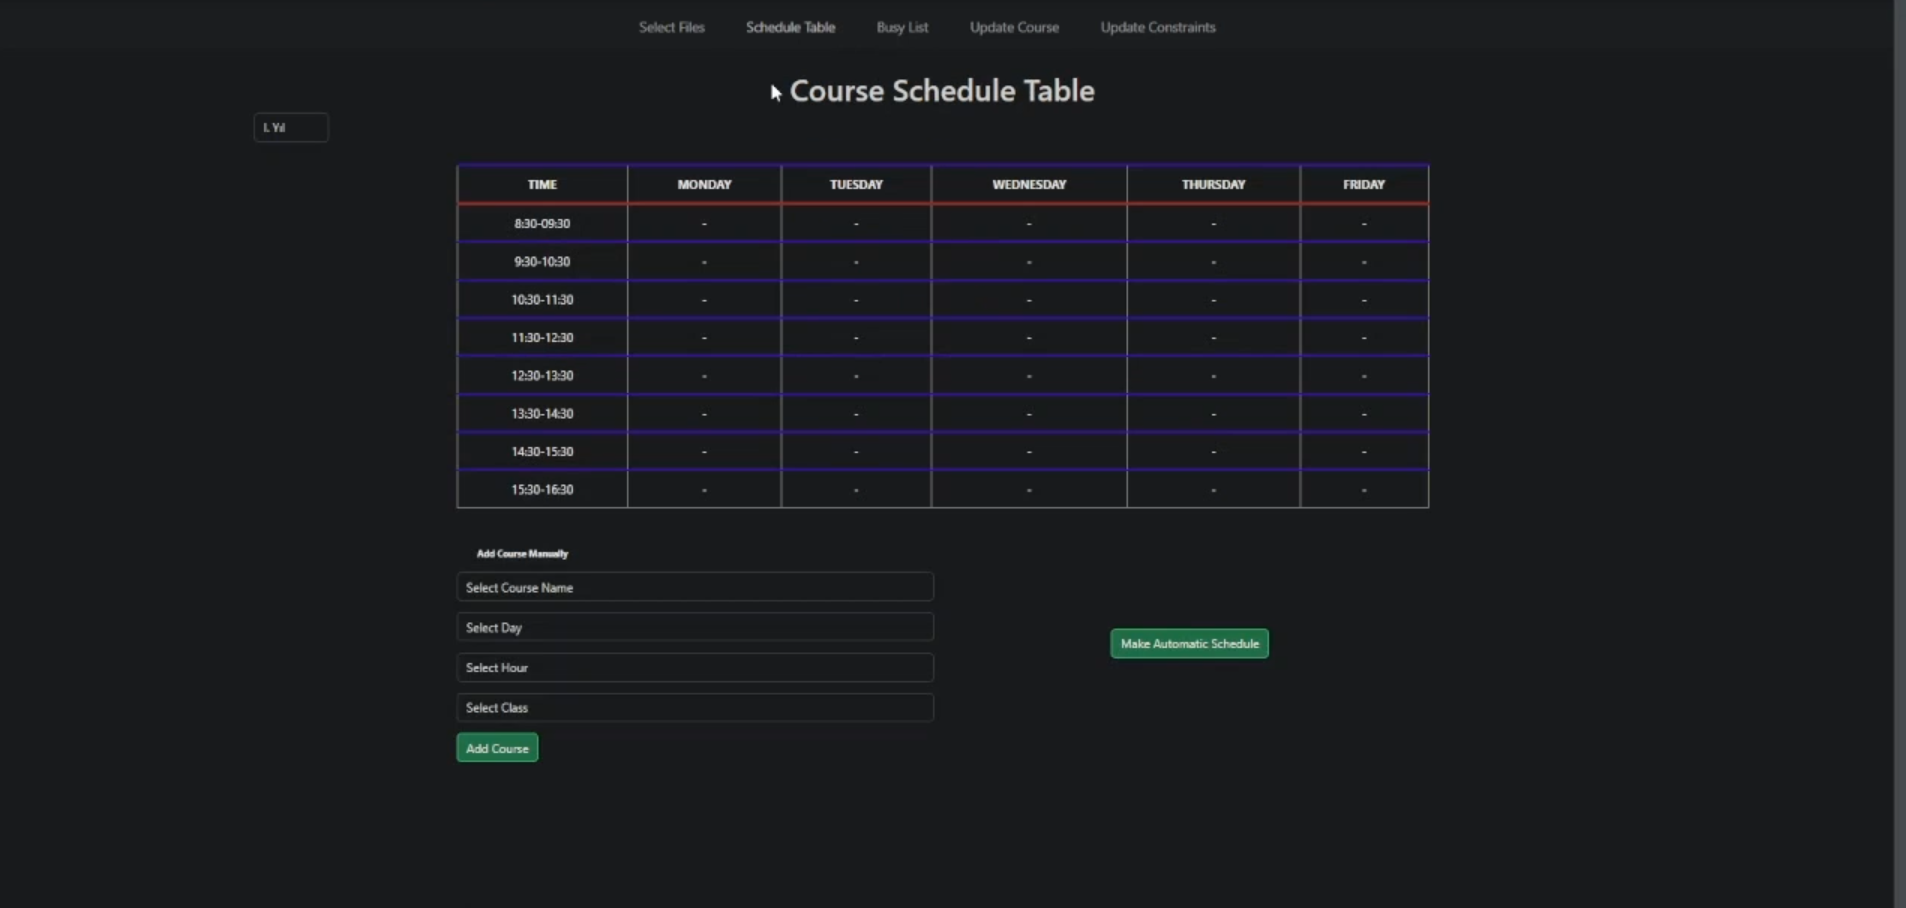 Select Files Schedule Table Busy List Update Course Update Constraints
Course Schedule Table
I. Yıl
TIME MONDAY TUESDAY WEDNESDAY THURSDAY FRIDAY
8:30-09:30 - - - - -
9:30-10:30 - - - - -
10:30-11:30 - - - - -
11:30-12:30 - - - - -
12:30-13:30 - - - - -
13:30-14:30 - - - - -
14:30-15:30 - - - - -
15:30-16:30 - - - - -
Add Course Manually
Select Course Name
Select Day
Select Hour
Select Class
Add Course
Make Automatic Schedule